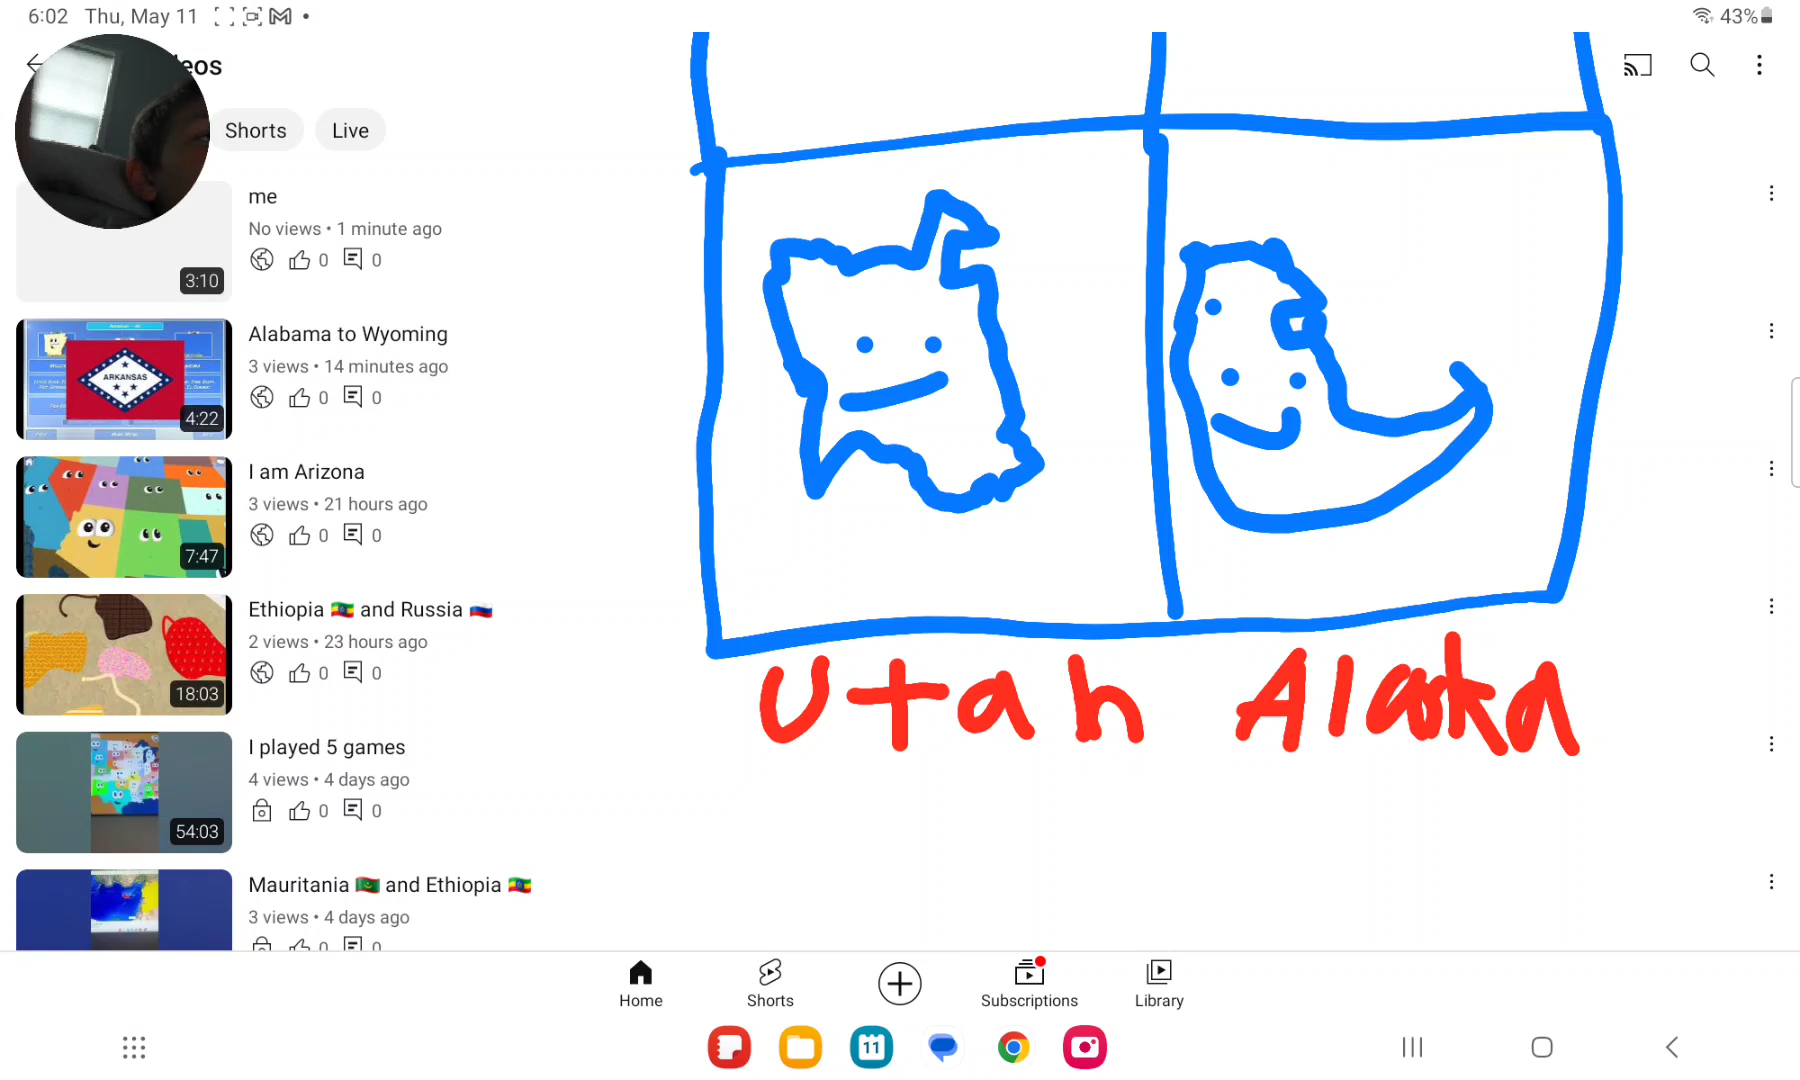 6:02 Thu, May 11 43%
eos
Shorts Live
me
No views • 1 minute ago
0 0
3:10
Alabama to Wyoming
3 views • 14 minutes ago
0 0
ARKANSAS
4:22
I am Arizona
3 views • 21 hours ago
0 0
7:47
Ethiopia 🇪🇹 and Russia 🇷🇺
2 views • 23 hours ago
0 0
18:03
Utah Alaska
I played 5 games
4 views • 4 days ago
0 0
54:03
Mauritania 🇲🇷 and Ethiopia 🇪🇹
3 views • 4 days ago
0 0
Home Shorts Subscriptions Library
11